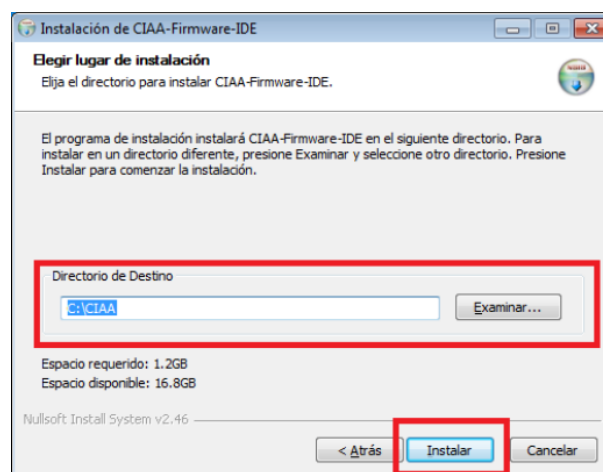 Instalación de CIAA-Firmware-IDE
Elegir lugar de instalación
Elija el directorio para instalar CIAA-Firmware-IDE.
El programa de instalación instalará CIAA-Firmware-IDE en el siguiente directorio. Para
instalar en un directorio diferente, presione Examinar y seleccione otro directorio. Presione
Instalar para comenzar la instalación.
Directorio de Destino
C:\CIAA
Examinar...
Espacio requerido: 1.2GB
Espacio disponible: 16.8GB
Nullsoft Install System v2.46
< Atrás Instalar Cancelar